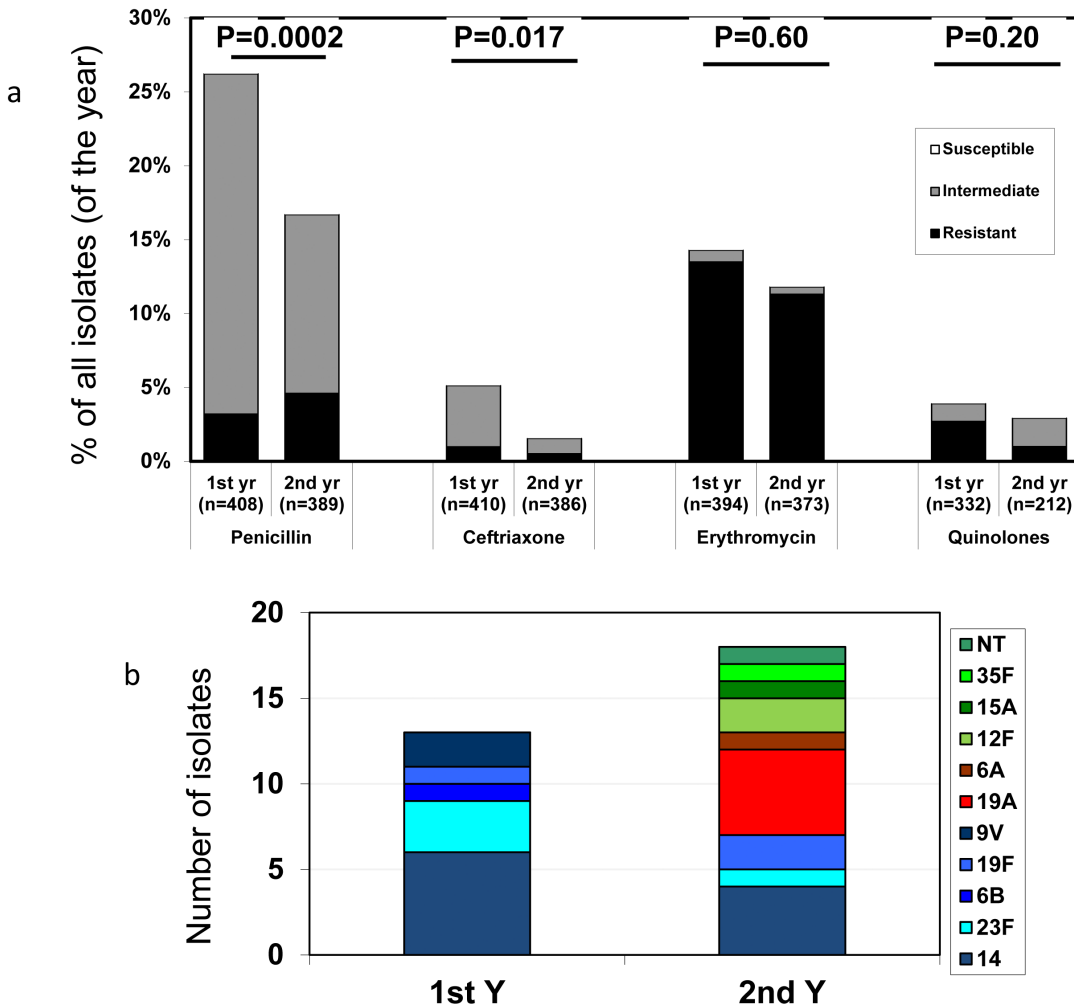 a
% of all isolates (of the year)
30%
25%
20%
15%
10%
5%
0%
P=0.0002
P=0.017
P=0.60
P=0.20
Susceptible
Intermediate
Resistant
1st yr
(n=408)
2nd yr
(n=389)
1st yr
(n=410)
2nd yr
(n=386)
1st yr
(n=394)
2nd yr
(n=373)
1st yr
(n=332)
2nd yr
(n=212)
Penicillin
Ceftriaxone
Erythromycin
Quinolones
b
Number of isolates
20
15
10
5
0
1st Y
2nd Y
NT
35F
15A
12F
6A
19A
9V
19F
6B
23F
14